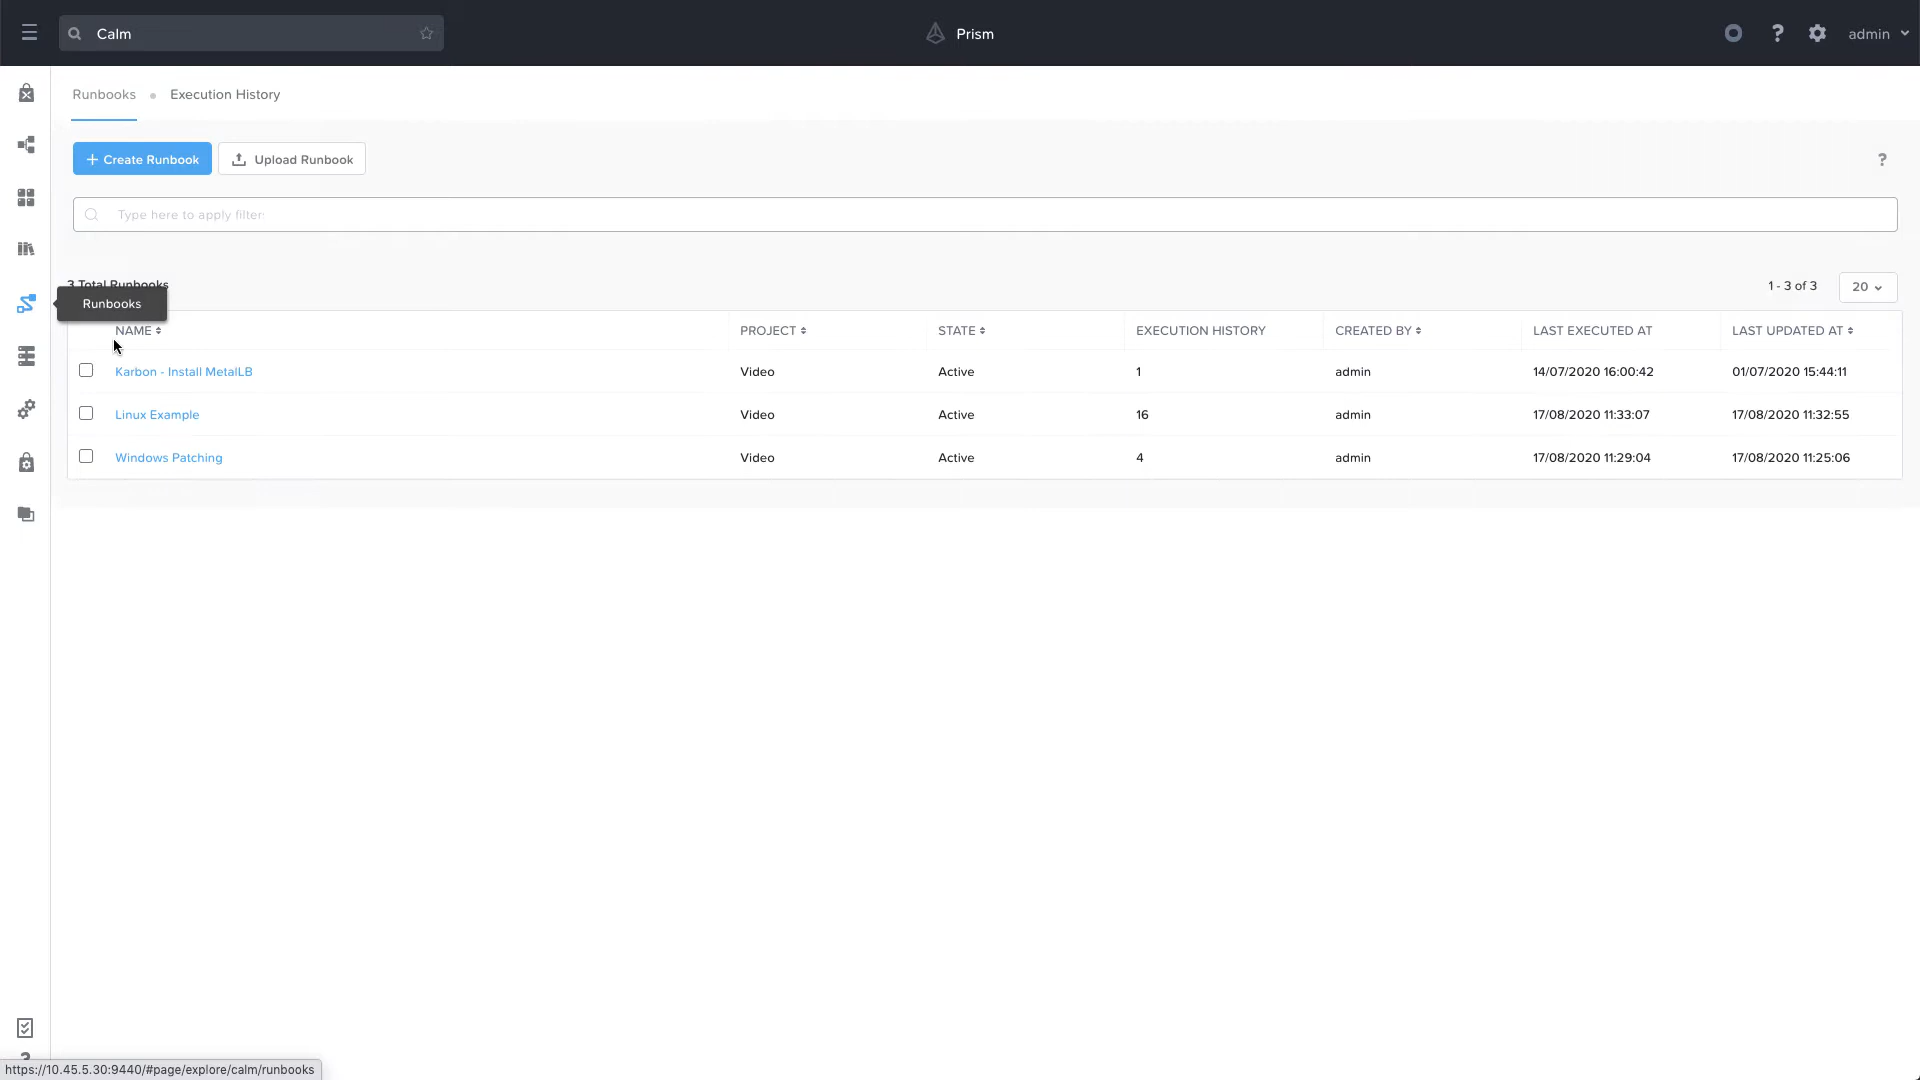 Calm
Prism
?
admin
Runbooks
Execution History
+ Create Runbook
Upload Runbook
?
Type here to apply filter
3 Total Runbooks
1 - 3 of 3
20
Runbooks
NAME PROJECT STATE EXECUTION HISTORY CREATED BY LAST EXECUTED AT LAST UPDATED AT
Karbon - Install MetalLB Video Active 1 admin 14/07/2020 16:00:42 01/07/2020 15:44:11
Linux Example Video Active 16 admin 17/08/2020 11:33:07 17/08/2020 11:32:55
Windows Patching Video Active 4 admin 17/08/2020 11:29:04 17/08/2020 11:25:06
?
https://10.45.5.30:9440/#page/explore/calm/runbooks